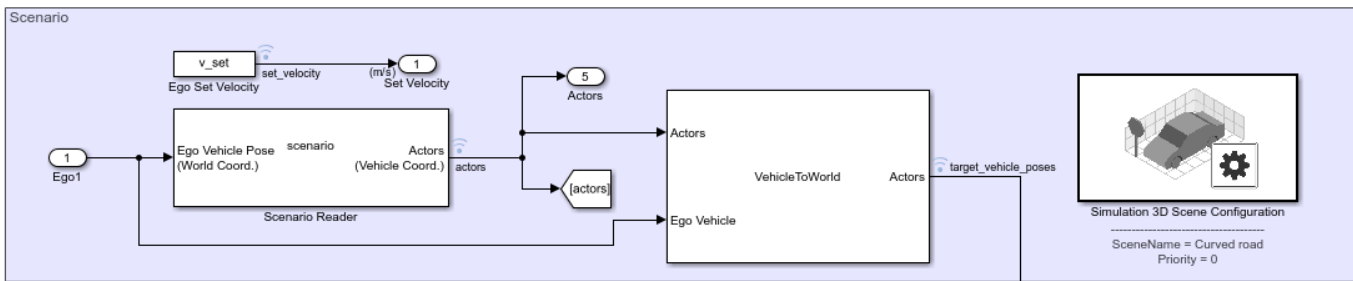 Scenario
v_set
set_velocity
Ego Set Velocity
(m/s)
1
Set Velocity
5
Actors
1
Ego1
Ego Vehicle Pose
(World Coord.)
scenario
Actors
(Vehicle Coord.)
Scenario Reader
actors
[actors]
Actors
Ego Vehicle
VehicleToWorld
Actors
target_vehicle_poses
Simulation 3D Scene Configuration
SceneName = Curved road
Priority = 0